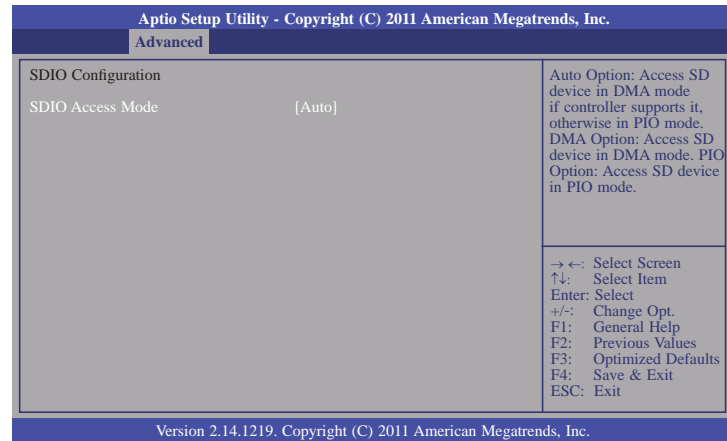 Aptio Setup Utility - Copyright (C) 2011 American Megatrends, Inc.
Advanced
SDIO Configuration
SDIO Access Mode [Auto]
Auto Option: Access SD
device in DMA mode
if controller supports it,
otherwise in PIO mode.
DMA Option: Access SD
device in DMA mode. PIO
Option: Access SD device
in PIO mode.
→ ←: Select Screen
↑↓: Select Item
Enter: Select
+/-: Change Opt.
F1: General Help
F2: Previous Values
F3: Optimized Defaults
F4: Save & Exit
ESC: Exit
Version 2.14.1219. Copyright (C) 2011 American Megatrends, Inc.